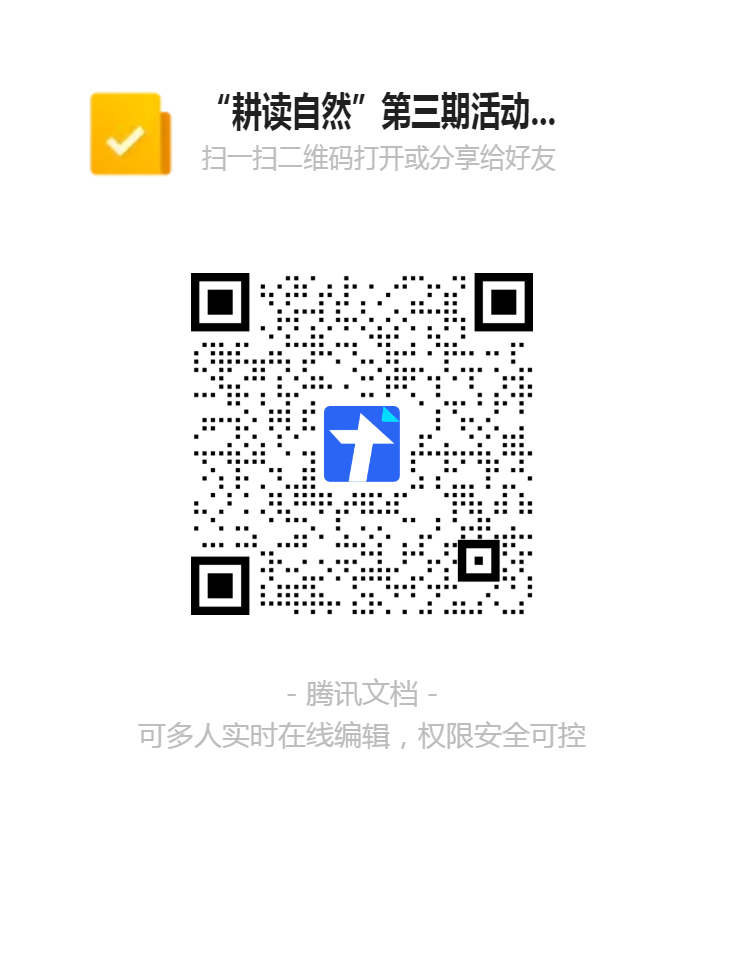 “耕读自然”第三期活动...
扫一扫二维码打开或分享给好友
- 腾讯文档 -
可多人实时在线编辑，权限安全可控